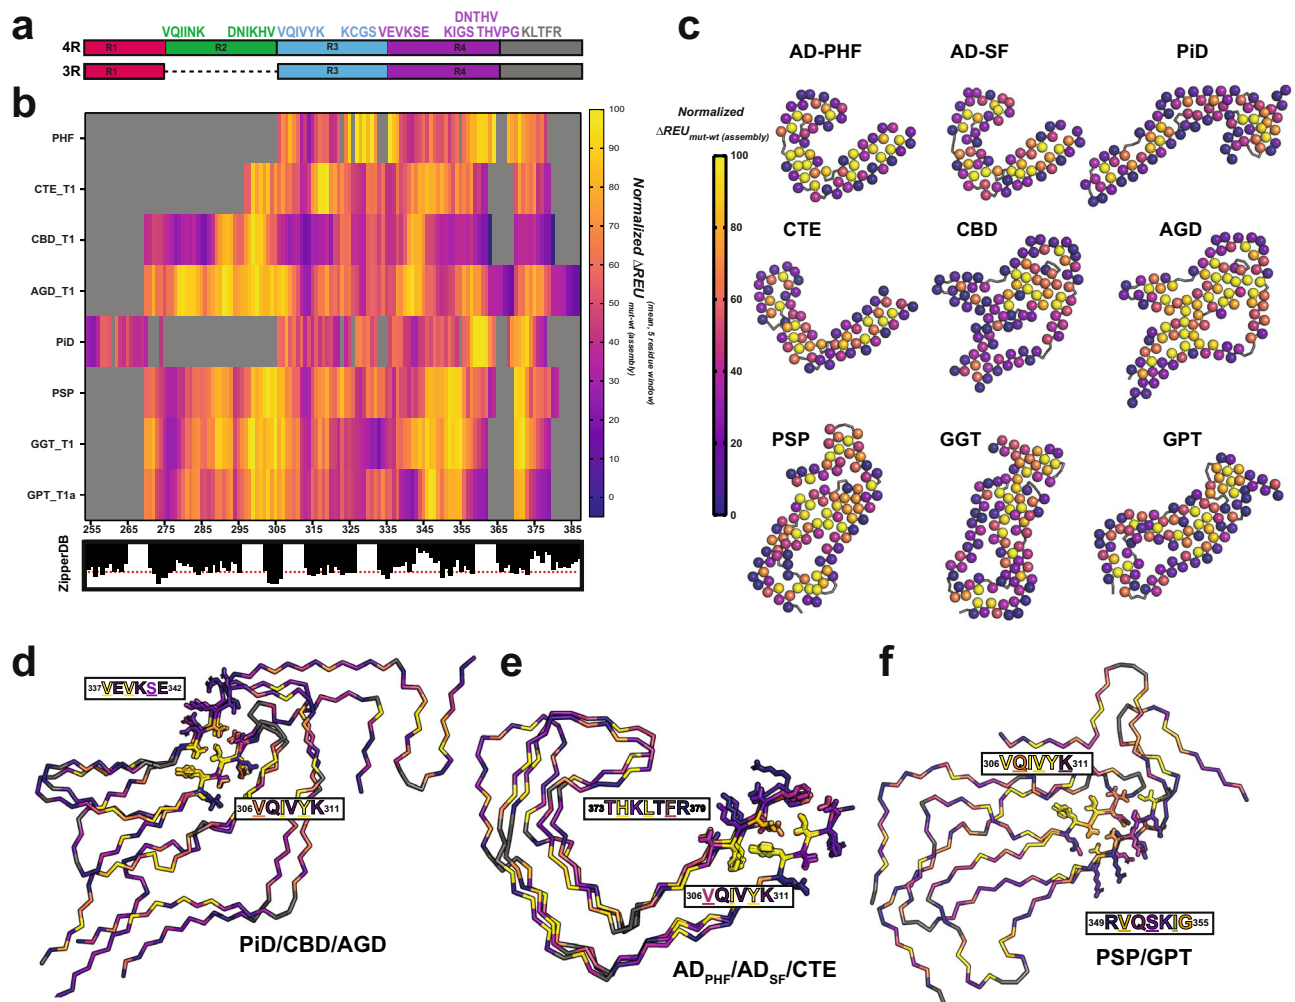 a
DNTHV
VQIINK DNIKHV VQIVYK KCGS VEVKSE KIGS THVPG KLTFR
4R R1 R2 R3 R4
3R R1 R3 R4
b
PHF
CTE_T1
CBD_T1
AGD_T1
PiD
PSP
GGT_T1
GPT_T1a
255 265 275 285 295 305 315 325 335 345 355 365 375 385
100
90
80
70
60
50
40
30
20
10
0
Normalized ΔREU mut-wt (assembly)
(mean, 5 residue window)
ZipperDB
c
Normalized
ΔREU mut-wt (assembly)
100
80
60
40
20
0
AD-PHF AD-SF PiD
CTE CBD AGD
PSP GGT GPT
d
337VEVKSE342
306VQIVYK311
PiD/CBD/AGD
e
373THKLTFR379
306VQIVYK311
ADPHF/ADSF/CTE
f
306VQIVYK311
349RVQSKIG355
PSP/GPT